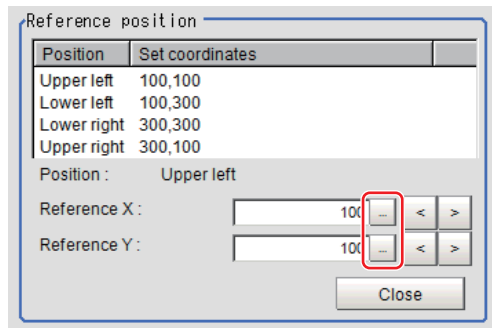 Reference position
Position Set coordinates
Upper left 100,100
Lower left 100,300
Lower right 300,300
Upper right 300,100
Position : Upper left
Reference X : 100 ... < >
Reference Y : 100 ... < >
Close